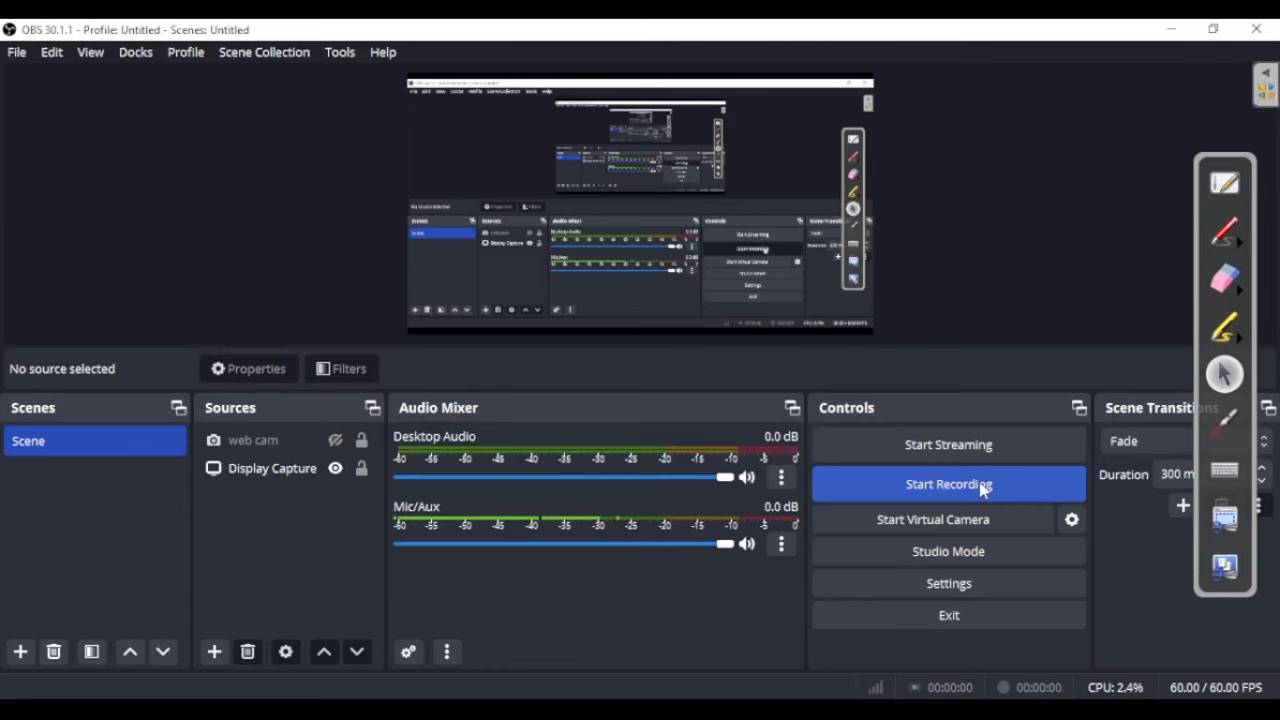 OBS 30.1.1 - Profile: Untitled - Scenes: Untitled
File Edit View Docks Profile Scene Collection Tools Help
No source selected Properties Filters
Scenes Sources Audio Mixer Controls Scene Transitions
Scene
web cam
Display Capture
Desktop Audio 0.0 dB
-60 -55 -50 -45 -40 -35 -30 -25 -20 -15 -10 -5 0
Mic/Aux 0.0 dB
-60 -55 -50 -45 -40 -35 -30 -25 -20 -15 -10 -5 0
Start Streaming
Start Recording
Start Virtual Camera
Studio Mode
Settings
Exit
Fade
Duration 300 m
00:00:00 00:00:00 CPU: 2.4% 60.00 / 60.00 FPS